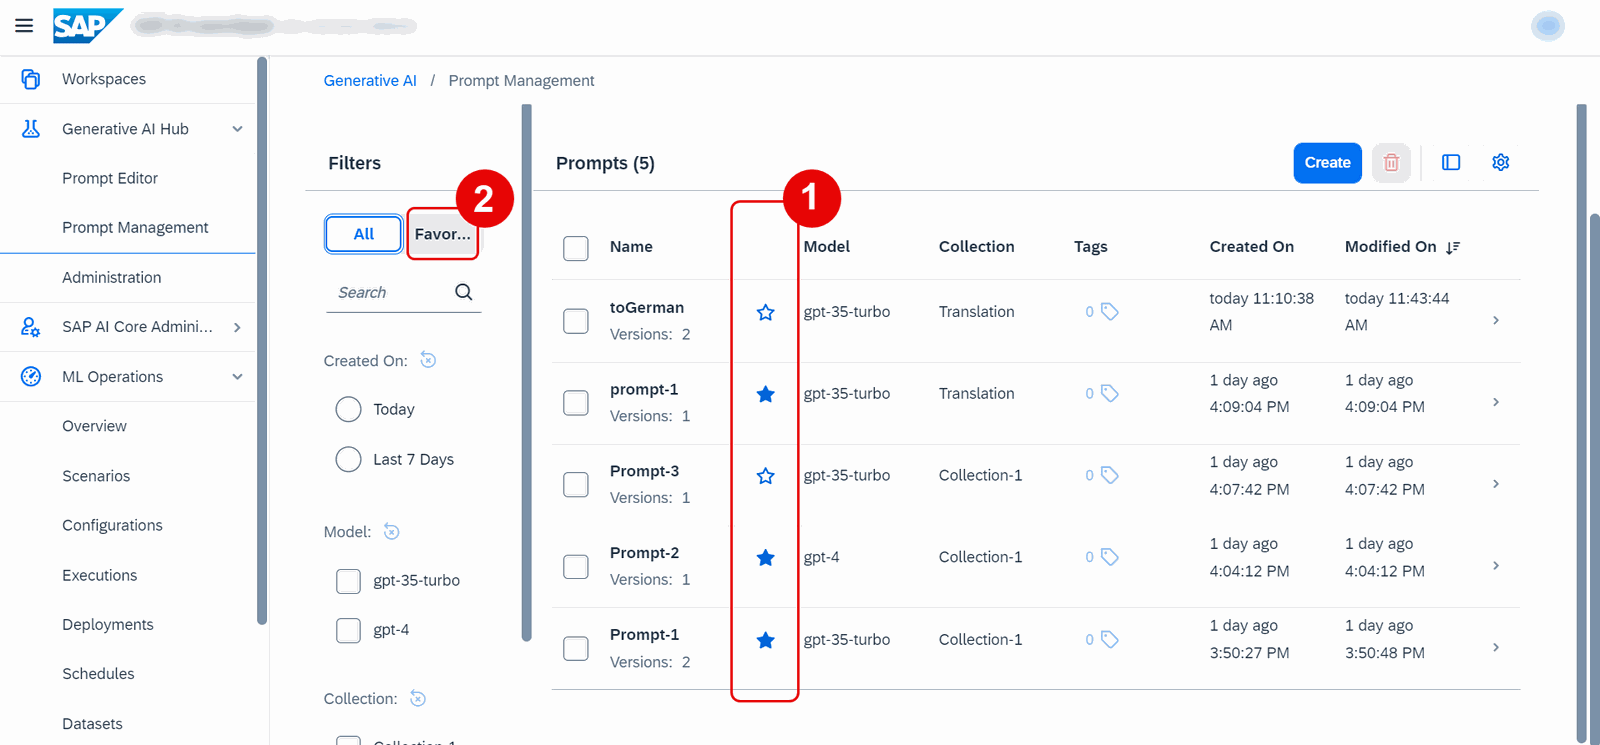 SAP
Generative AI / Prompt Management
Workspaces
Generative AI Hub
Prompt Editor
Prompt Management
Administration
SAP AI Core Admini...
ML Operations
Overview
Scenarios
Configurations
Executions
Deployments
Schedules
Datasets
Filters
2
All
Favor...
Search
Created On:
Today
Last 7 Days
Model:
gpt-35-turbo
gpt-4
Collection:
Collection-1
Prompts (5)
1
Create
Name Model Collection Tags Created On Modified On
toGerman gpt-35-turbo Translation 0 today 11:10:38 today 11:43:44
Versions: 2 AM AM
prompt-1 gpt-35-turbo Translation 0 1 day ago 1 day ago
Versions: 1 4:09:04 PM 4:09:04 PM
Prompt-3 gpt-35-turbo Collection-1 0 1 day ago 1 day ago
Versions: 1 4:07:42 PM 4:07:42 PM
Prompt-2 gpt-4 Collection-1 0 1 day ago 1 day ago
Versions: 1 4:04:12 PM 4:04:12 PM
Prompt-1 gpt-35-turbo Collection-1 0 1 day ago 1 day ago
Versions: 2 3:50:27 PM 3:50:48 PM